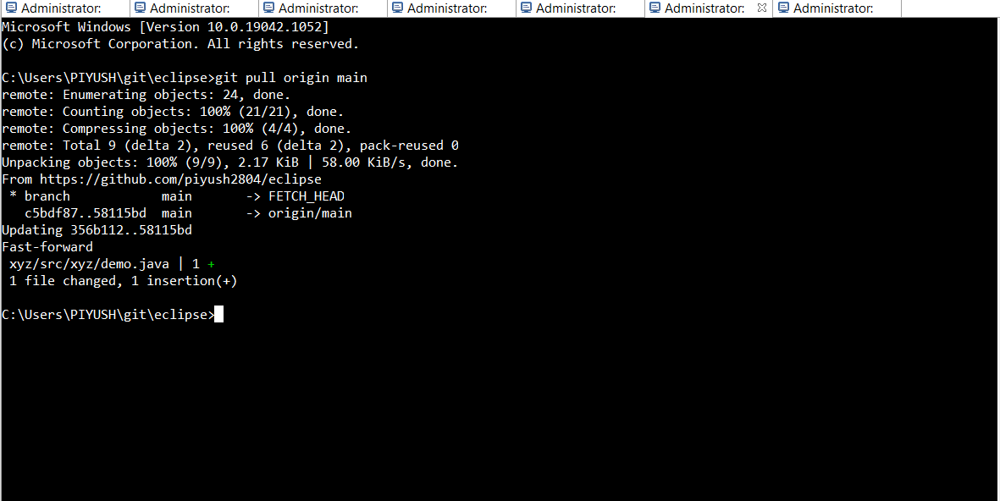 Administrator: Administrator: Administrator: Administrator: Administrator: Administrator: Administrator:
Microsoft Windows [Version 10.0.19042.1052]
(c) Microsoft Corporation. All rights reserved.
C:\Users\PIYUSH\git\eclipse>git pull origin main
remote: Enumerating objects: 24, done.
remote: Counting objects: 100% (21/21), done.
remote: Compressing objects: 100% (4/4), done.
remote: Total 9 (delta 2), reused 6 (delta 2), pack-reused 0
Unpacking objects: 100% (9/9), 2.17 KiB | 58.00 KiB/s, done.
From https://github.com/piyush2804/eclipse
 * branch            main       -> FETCH_HEAD
   c5bdf87..58115bd  main       -> origin/main
Updating 356b112..58115bd
Fast-forward
 xyz/src/xyz/demo.java | 1 +
 1 file changed, 1 insertion(+)
C:\Users\PIYUSH\git\eclipse>